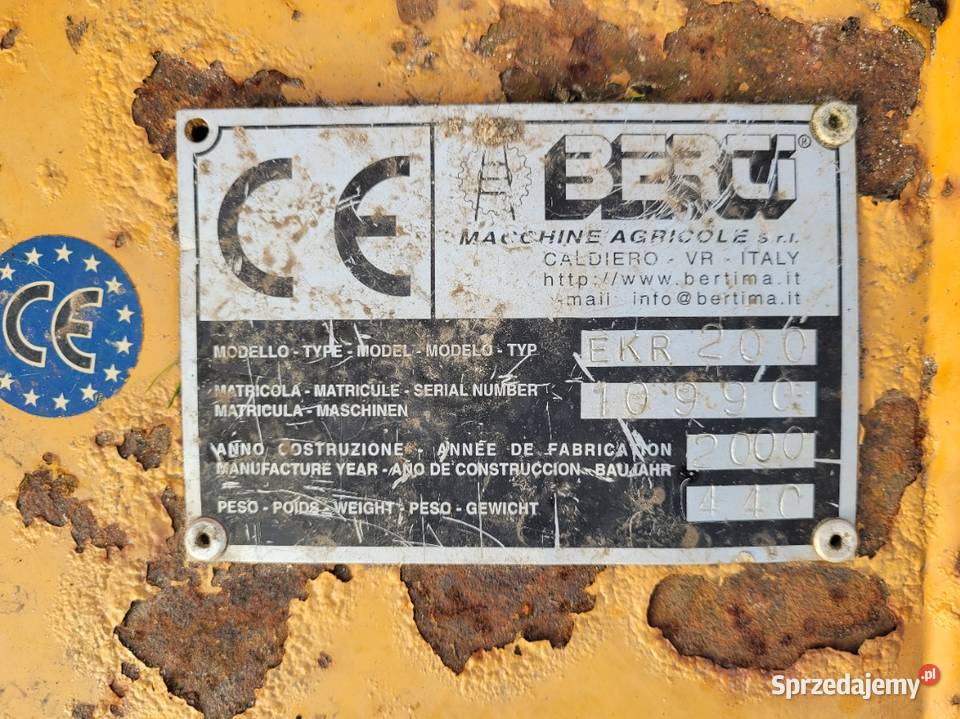 CE
BERTI®
MACCHINE AGRICOLE s.r.l.
CALDIERO - VR - ITALY
http://www.bertima.it
e-mail info@bertima.it
CE
MODELLO - TYPE - MODEL - MODELO - TYP EKR 200
MATRICOLA - MATRICULE - SERIAL NUMBER
MATRICULA - MASCHINEN 10990
ANNO COSTRUZIONE - ANNÉE DE FABRICATION
MANUFACTURE YEAR - AÑO DE CONSTRUCCION - BAUJAHR 2000
PESO - POIDS - WEIGHT - PESO - GEWICHT 440
Sprzedajemy.pl